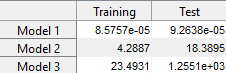 Training Test
Model 1 8.5757e-05 9.2638e-05
Model 2 4.2887 18.3895
Model 3 23.4931 1.2551e+03